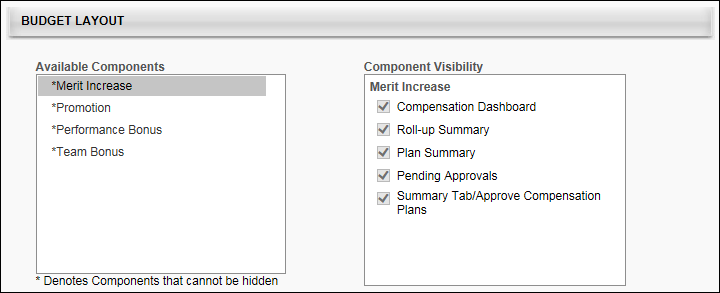 BUDGET LAYOUT
Available Components
*Merit Increase
*Promotion
*Performance Bonus
*Team Bonus
* Denotes Components that cannot be hidden
Component Visibility
Merit Increase
Compensation Dashboard
Roll-up Summary
Plan Summary
Pending Approvals
Summary Tab/Approve Compensation
Plans